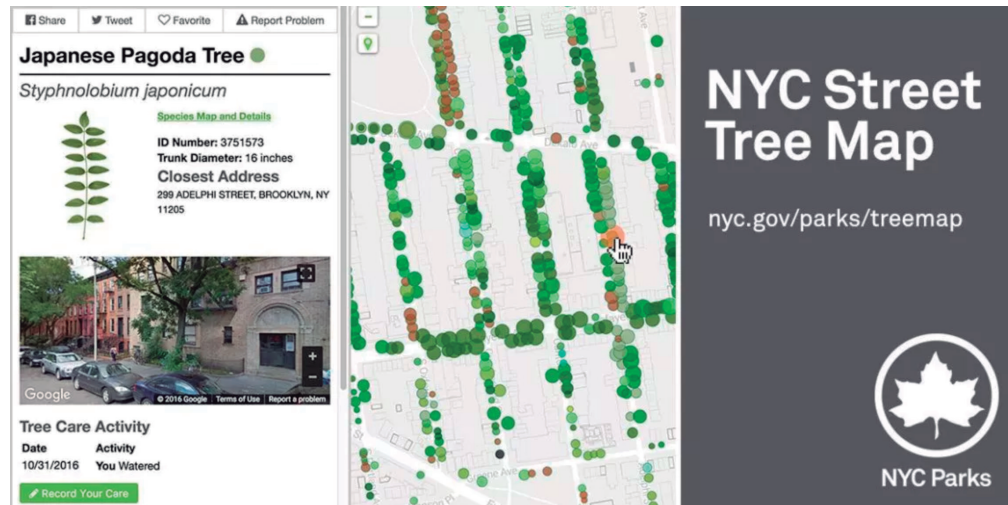 Share
Tweet
Favorite
Report Problem
Japanese Pagoda Tree
Styphnolobium japonicum
Species Map and Details
ID Number: 3751573
Trunk Diameter: 16 inches
Closest Address
299 ADELPHI STREET, BROOKLYN, NY
11205
Google
© 2016 Google
Terms of Use
Report a problem
Tree Care Activity
Date Activity
10/31/2016 You Watered
Record Your Care
Ave
Greene Ave
NYC Street
Tree Map
nyc.gov/parks/treemap
NYC Parks